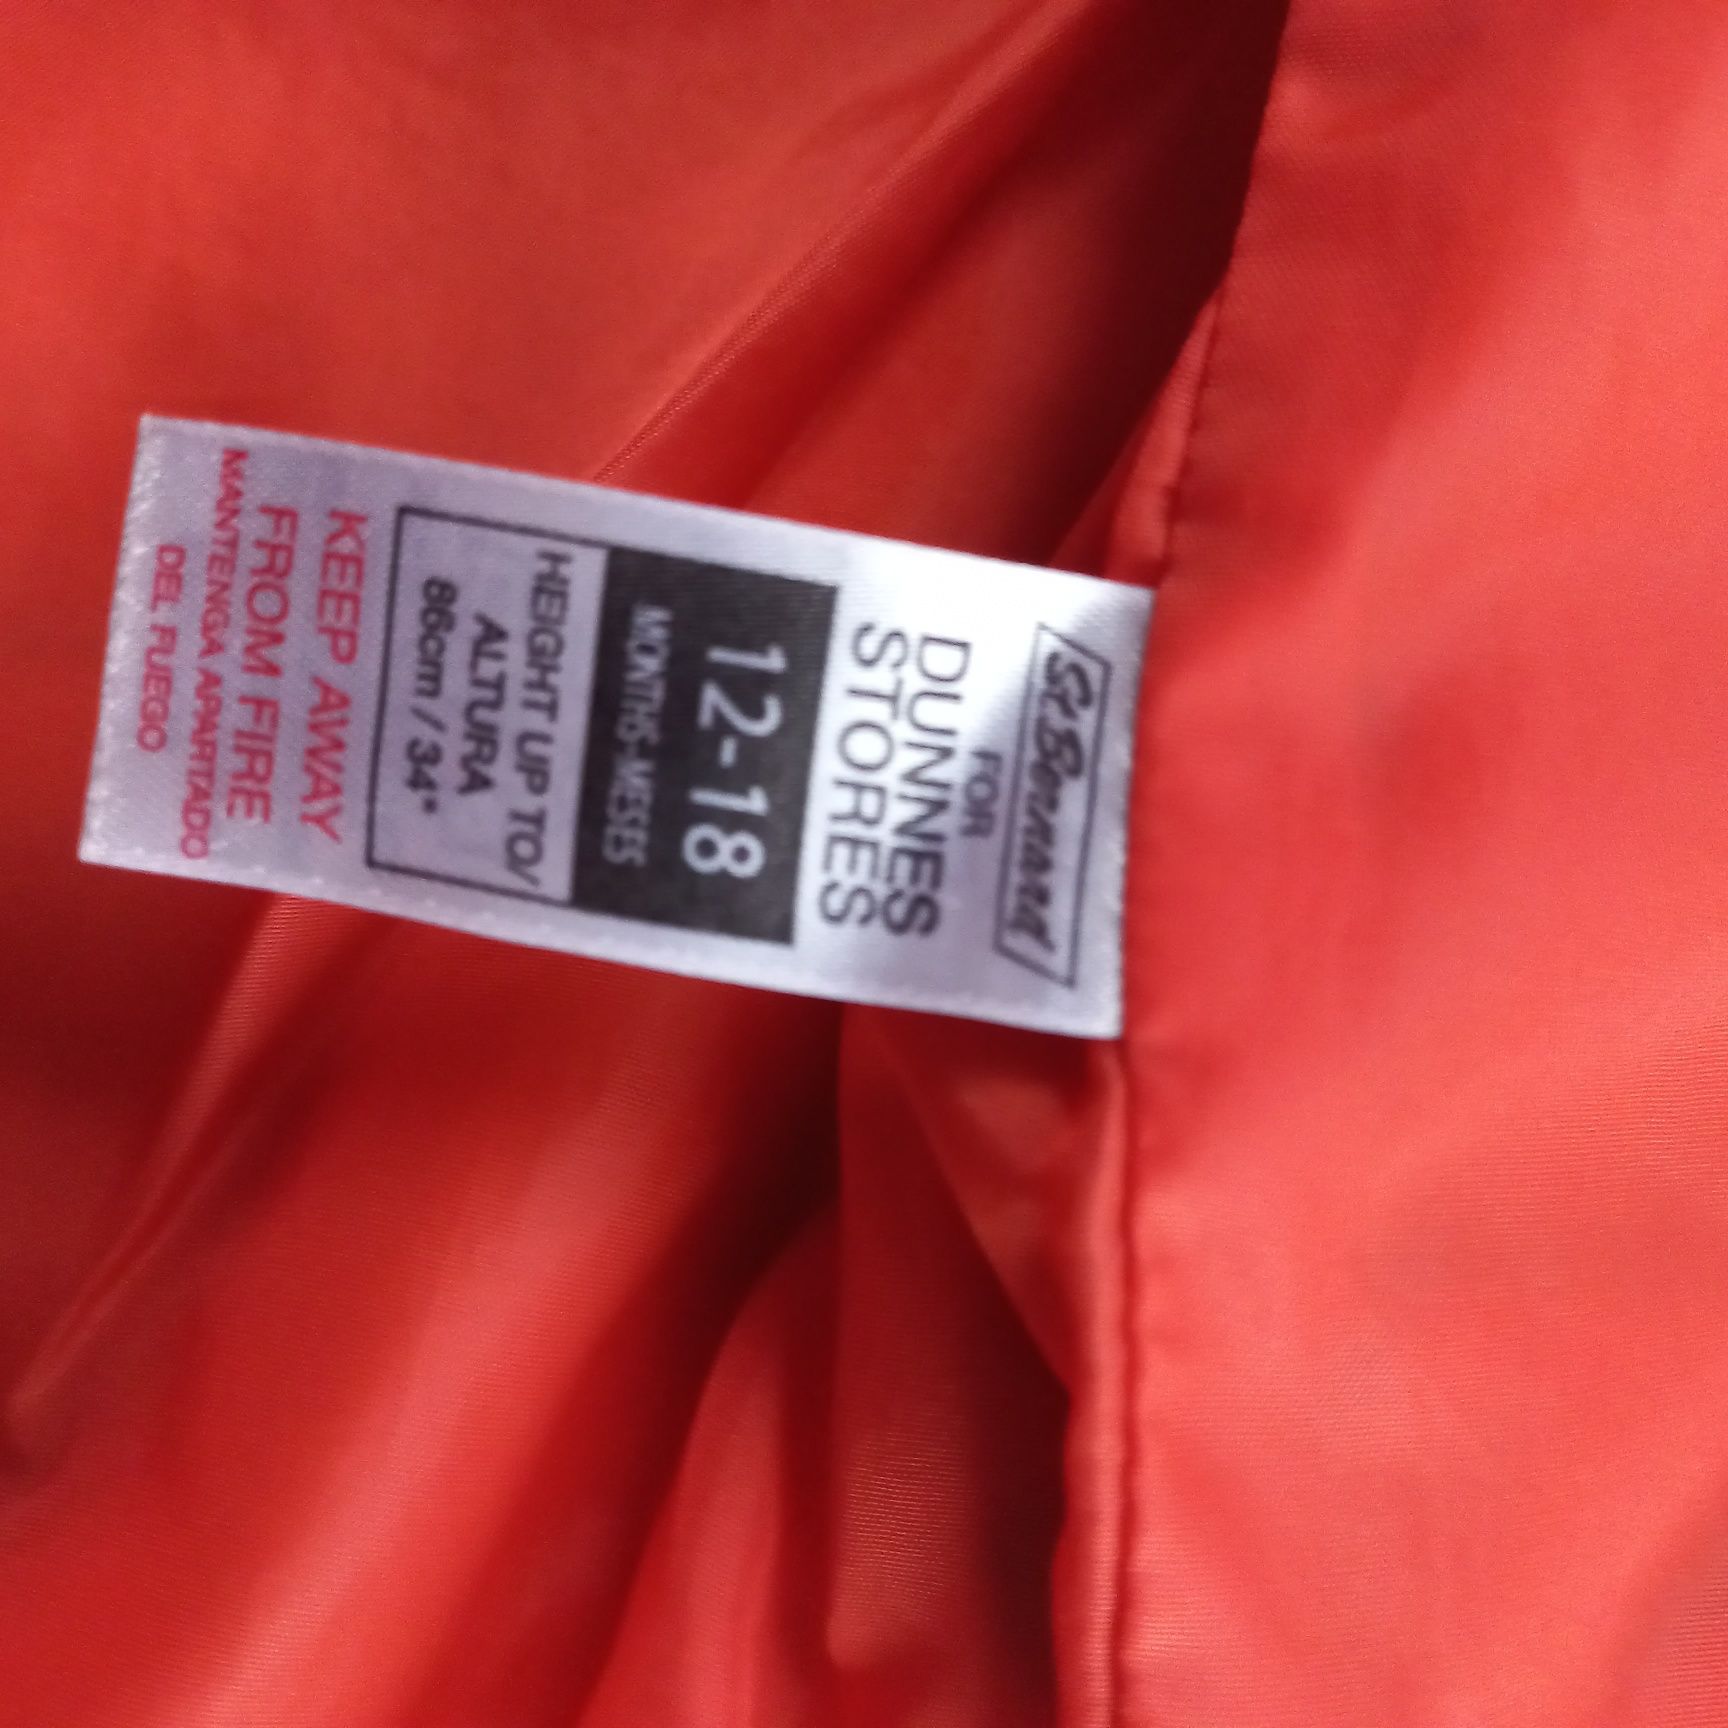 St Bernard
FOR
DUNNES
STORES
12-18
MONTHS-MESES
HEIGHT UP TO/
ALTURA
86cm / 34"
KEEP AWAY
FROM FIRE
MANTENGA APARTADO
DEL FUEGO